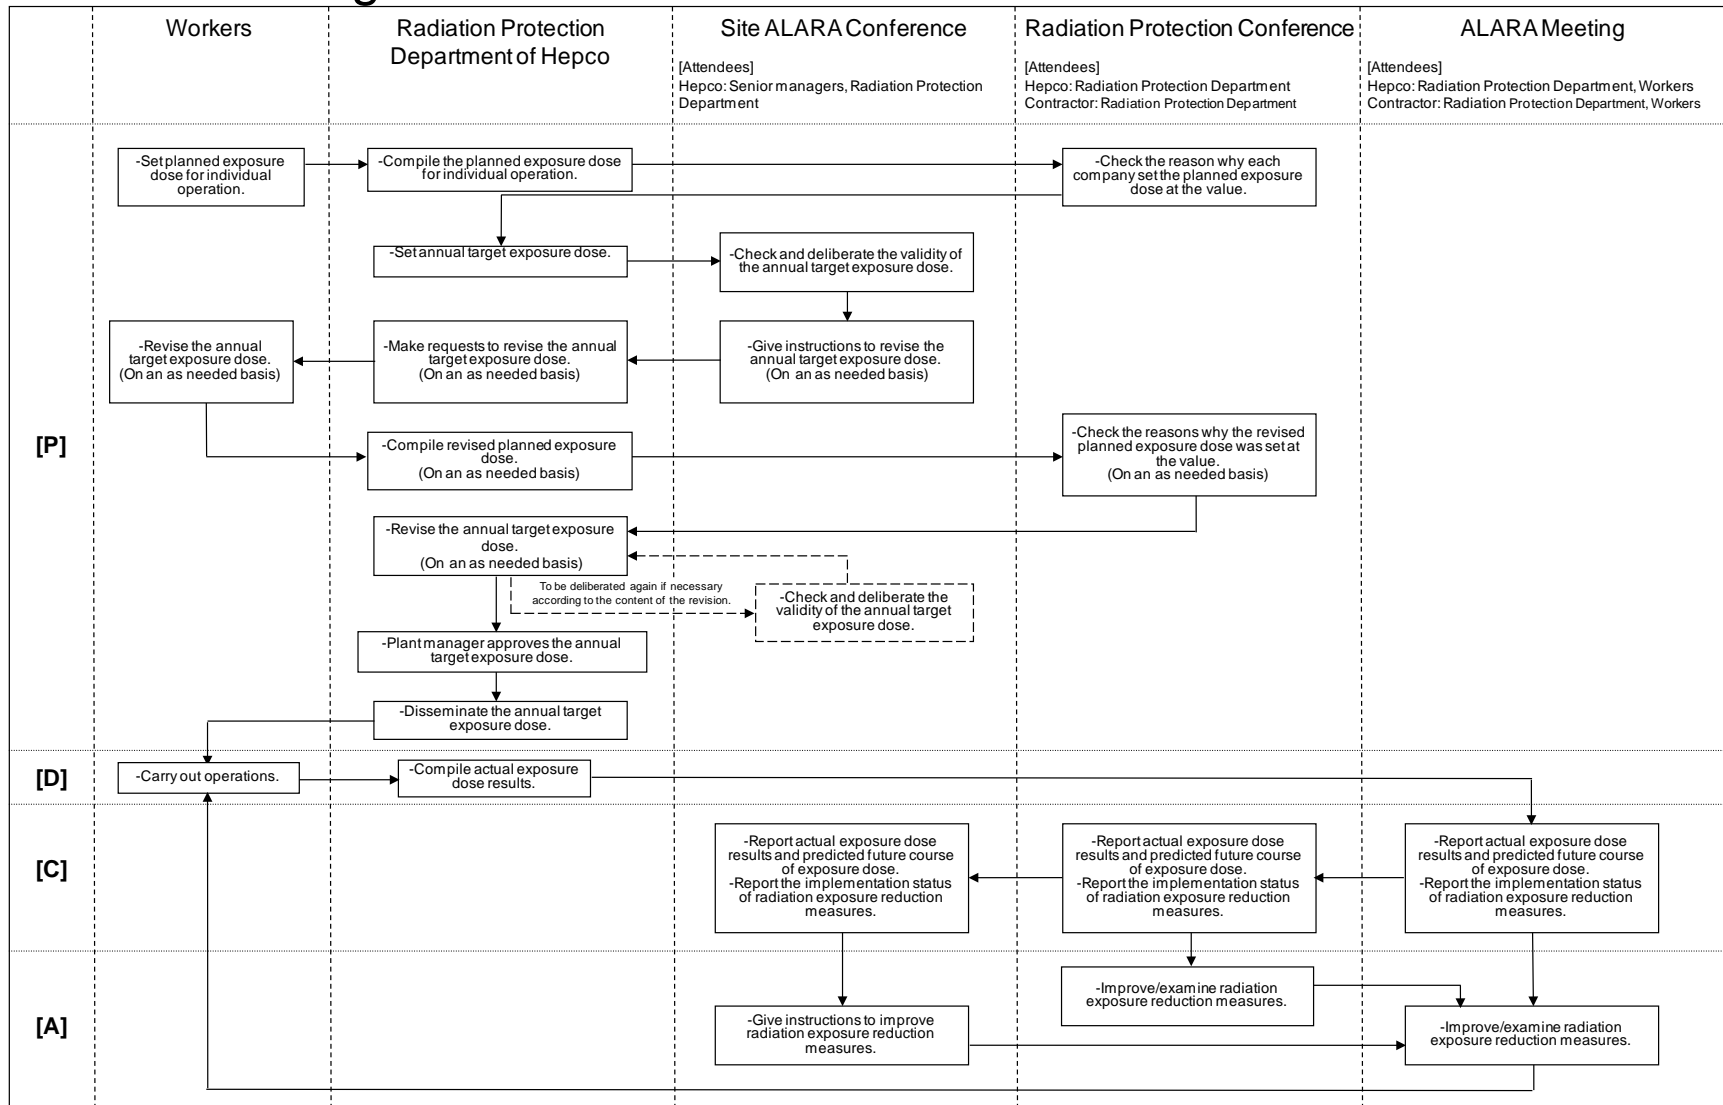 Workers
Radiation Protection
Department of Hepco
Site ALARA Conference
[Attendees]
Hepco: Senior managers, Radiation Protection
Department
Radiation Protection Conference
[Attendees]
Hepco: Radiation Protection Department
Contractor: Radiation Protection Department
ALARA Meeting
[Attendees]
Hepco: Radiation Protection Department, Workers
Contractor: Radiation Protection Department, Workers
[P]
-Set planned exposure
dose for individual
operation.
-Compile the planned exposure dose
for individual operation.
-Check the reason why each
company set the planned exposure
dose at the value.
-Set annual target exposure dose.
-Check and deliberate the validity of
the annual target exposure dose.
-Revise the annual
target exposure dose.
(On an as needed basis)
-Make requests to revise the annual
target exposure dose.
(On an as needed basis)
-Give instructions to revise the
annual target exposure dose.
(On an as needed basis)
-Compile revised planned exposure
dose.
(On an as needed basis)
-Check the reasons why the revised
planned exposure dose was set at
the value.
(On an as needed basis)
-Revise the annual target exposure
dose.
(On an as needed basis)
To be deliberated again if necessary
according to the content of the revision.
-Check and deliberate the
validity of the annual target
exposure dose.
-Plant manager approves the annual
target exposure dose.
-Disseminate the annual target
exposure dose.
[D]
-Carry out operations.
-Compile actual exposure
dose results.
[C]
-Report actual exposure dose
results and predicted future course
of exposure dose.
-Report the implementation status
of radiation exposure reduction
measures.
-Report actual exposure dose
results and predicted future course
of exposure dose.
-Report the implementation status
of radiation exposure reduction
measures.
-Report actual exposure dose
results and predicted future course
of exposure dose.
-Report the implementation status
of radiation exposure reduction
measures.
[A]
-Give instructions to improve
radiation exposure reduction
measures.
-Improve/examine radiation
exposure reduction measures.
-Improve/examine radiation
exposure reduction measures.